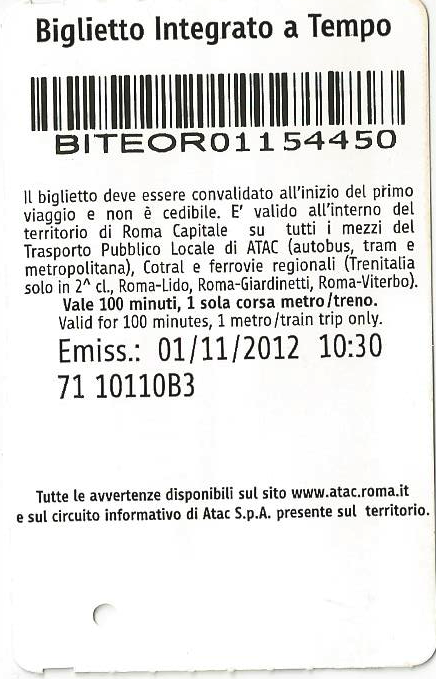 Biglietto Integrato a Tempo
BITEOR01154450
Il biglietto deve essere convalidato all'inizio del primo
viaggio e non è cedibile. E' valido all'interno del
territorio di Roma Capitale su tutti i mezzi del
Trasporto Pubblico Locale di ATAC (autobus, tram e
metropolitana), Cotral e ferrovie regionali (Trenitalia
solo in 2^ cl., Roma-Lido, Roma-Giardinetti, Roma-Viterbo).
Vale 100 minuti, 1 sola corsa metro/treno.
Valid for 100 minutes, 1 metro/train trip only.
Emiss.: 01/11/2012 10:30
71 10110B3
Tutte le avvertenze disponibili sul sito www.atac.roma.it
e sul circuito informativo di Atac S.p.A. presente sul territorio.